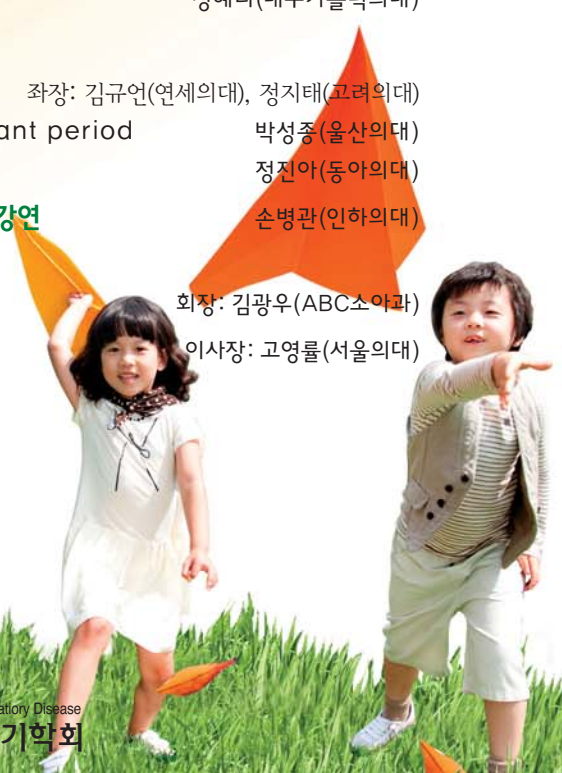 좌장: 김규언(연세의대), 정지태(고려의대)
ant period 박성종(울산의대)
정진아(동아의대)
강연 손병관(인하의대)
회장: 김광우(ABC소아과)
이사장: 고영률(서울의대)
Disease
기학회